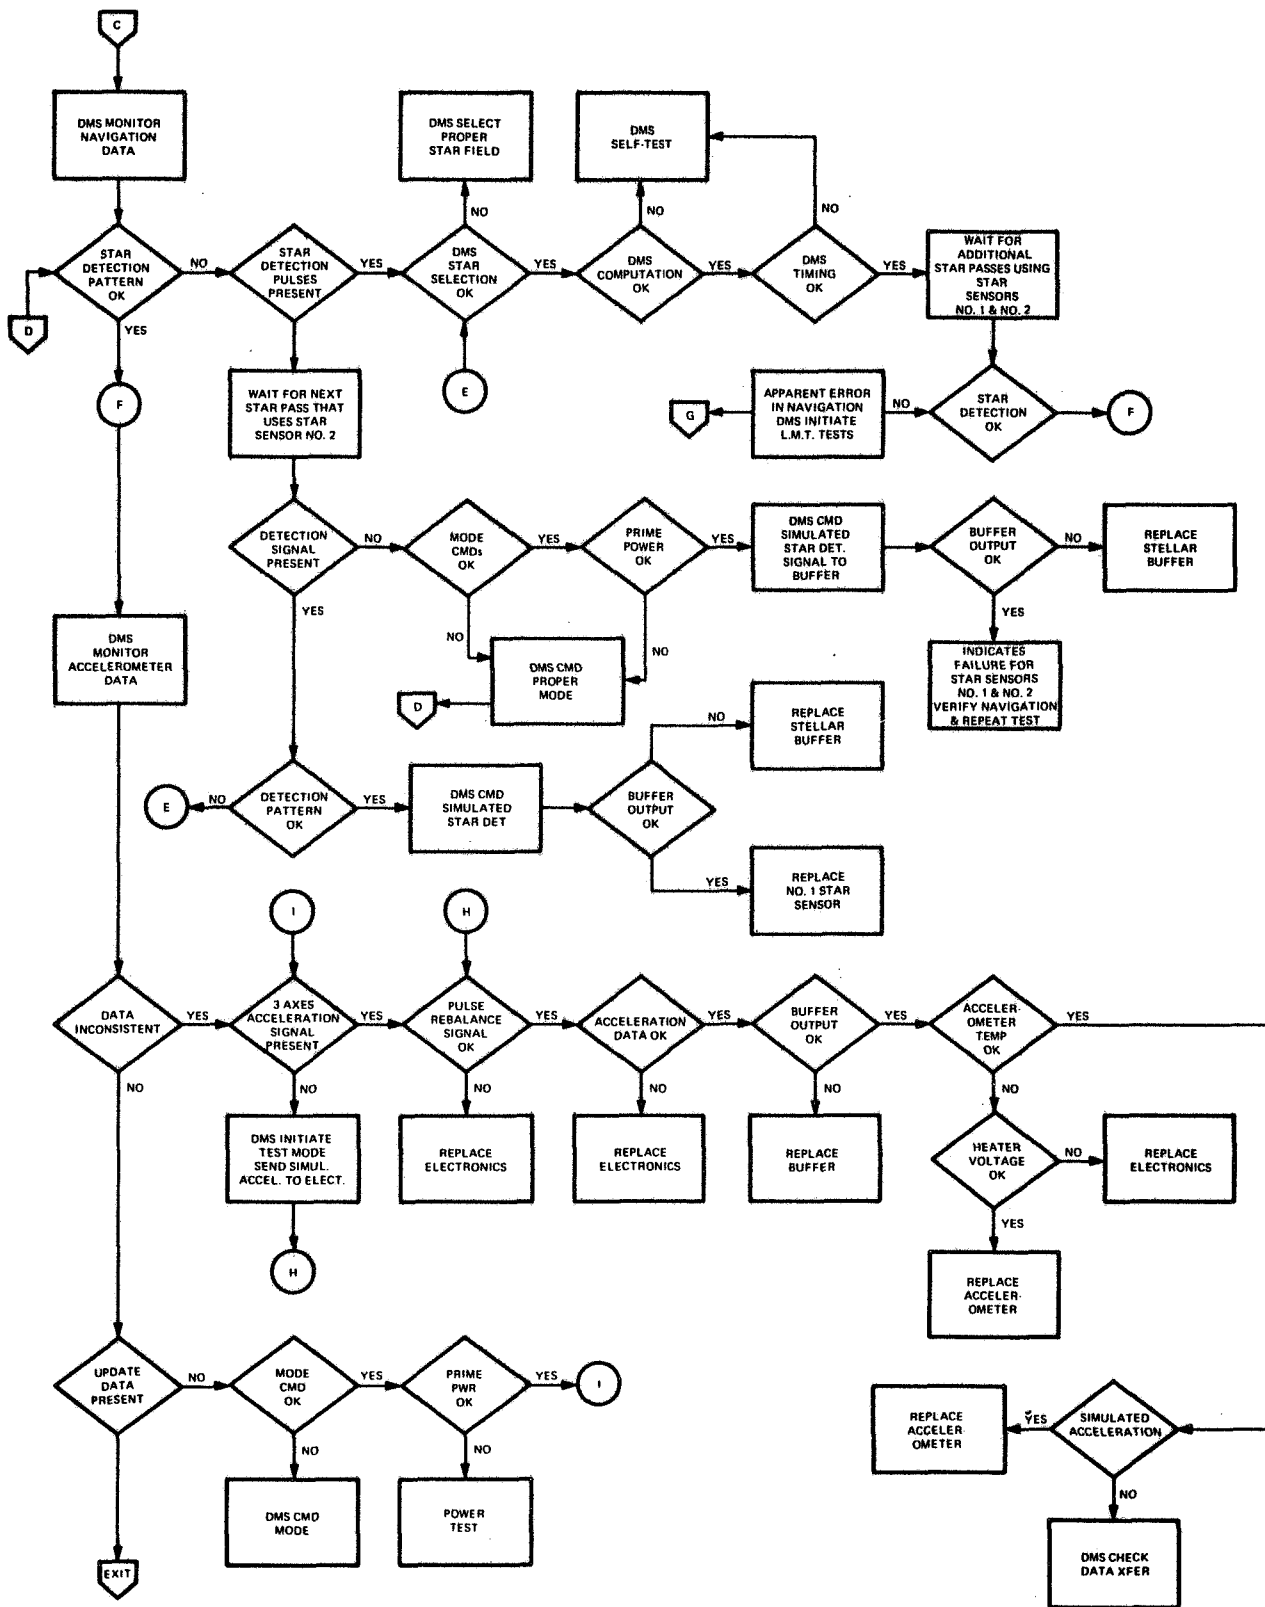 C
DMS MONITOR
NAVIGATION
DATA
DMS SELECT
PROPER
STAR FIELD
DMS
SELF-TEST
NO
NO
NO
STAR
DETECTION
PATTERN
OK
NO
STAR
DETECTION
PULSES
PRESENT
YES
DMS
STAR
SELECTION
OK
YES
DMS
COMPUTATION
OK
YES
DMS
TIMING
OK
YES
WAIT FOR
ADDITIONAL
STAR PASSES USING
STAR
SENSORS
NO. 1 & NO. 2
D
YES
F
WAIT FOR NEXT
STAR PASS THAT
USES STAR
SENSOR NO. 2
E
G
APPARENT ERROR
IN NAVIGATION
DMS INITIATE
L.M.T. TESTS
NO
STAR
DETECTION
OK
F
DETECTION
SIGNAL
PRESENT
NO
MODE
CMDs
OK
YES
PRIME
POWER
OK
YES
DMS CMD
SIMULATED
STAR DET.
SIGNAL TO
BUFFER
BUFFER
OUTPUT
OK
NO
REPLACE
STELLAR
BUFFER
YES
NO
NO
YES
DMS
MONITOR
ACCELEROMETER
DATA
DMS CMD
PROPER
MODE
D
INDICATES
FAILURE FOR
STAR SENSORS
NO. 1 & NO. 2
VERIFY NAVIGATION
& REPEAT TEST
NO
REPLACE
STELLAR
BUFFER
E
NO
DETECTION
PATTERN
OK
YES
DMS CMD
SIMULATED
STAR DET
BUFFER
OUTPUT
OK
YES
REPLACE
NO. 1 STAR
SENSOR
I
H
DATA
INCONSISTENT
YES
3 AXES
ACCELERATION
SIGNAL
PRESENT
YES
PULSE
REBALANCE
SIGNAL
OK
YES
ACCELERATION
DATA OK
YES
BUFFER
OUTPUT
OK
YES
ACCELER-
OMETER
TEMP
OK
YES
NO
NO
NO
NO
NO
NO
DMS INITIATE
TEST MODE
SEND SIMUL.
ACCEL. TO ELECT.
REPLACE
ELECTRONICS
REPLACE
ELECTRONICS
REPLACE
BUFFER
HEATER
VOLTAGE
OK
NO
REPLACE
ELECTRONICS
YES
H
REPLACE
ACCELER-
OMETER
UPDATE
DATA
PRESENT
NO
MODE
CMD
OK
YES
PRIME
PWR
OK
YES
I
REPLACE
ACCELER-
OMETER
YES
SIMULATED
ACCELERATION
NO
NO
NO
DMS CMD
MODE
POWER
TEST
EXIT
DMS CHECK
DATA XFER